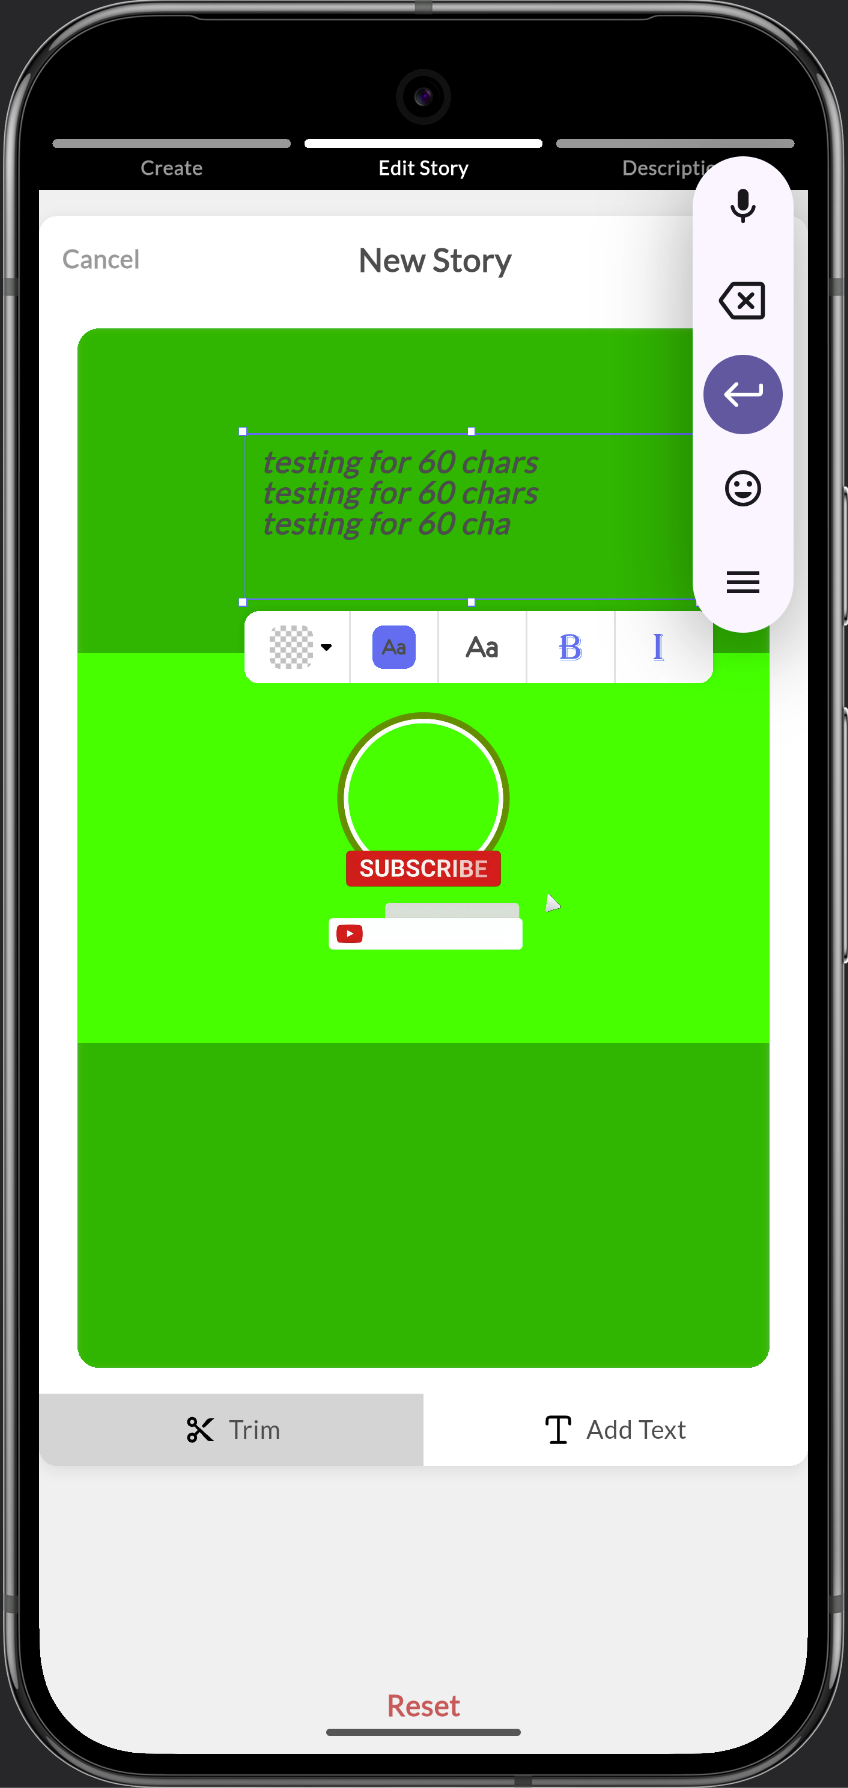 Create
Edit Story
Descriptio
Cancel
New Story
testing for 60 chars
testing for 60 chars
testing for 60 cha
Aa
Aa
B
I
SUBSCRIBE
Trim
Add Text
Reset